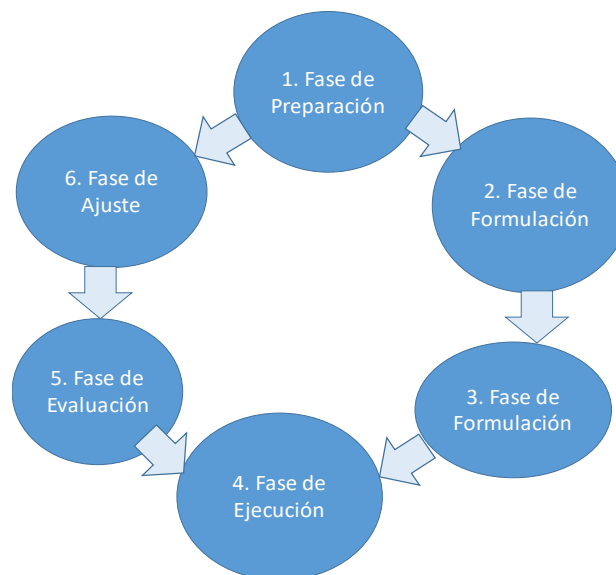 1. Fase de
Preparación
2. Fase de
Formulación
3. Fase de
Formulación
4. Fase de
Ejecución
5. Fase de
Evaluación
6. Fase de
Ajuste